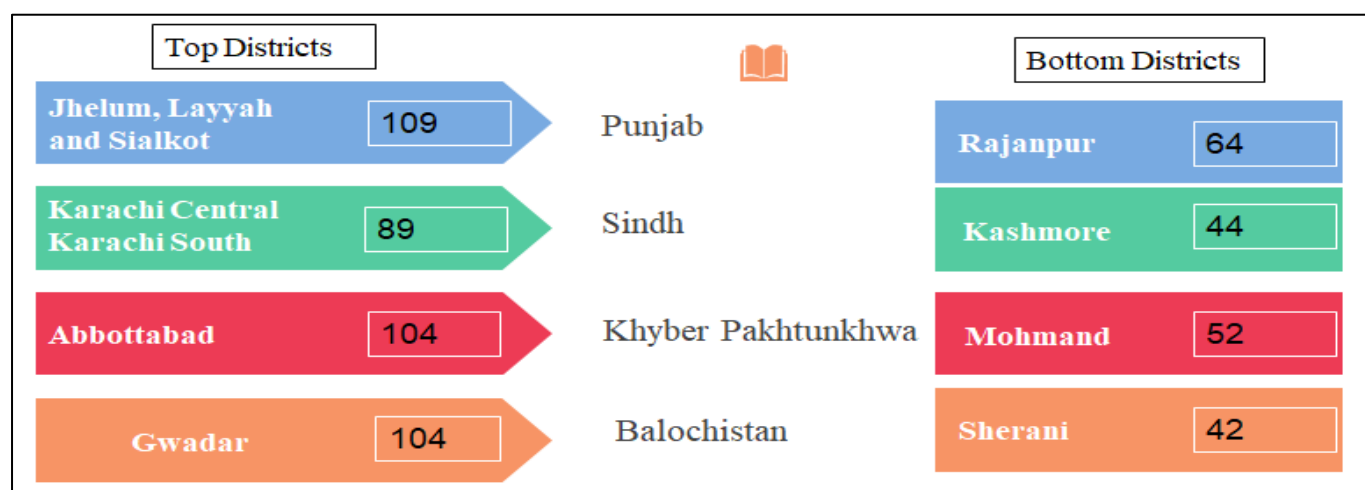 Top Districts
Bottom Districts
Jhelum, Layyah
and Sialkot
109
Punjab
Rajanpur
64
Karachi Central
Karachi South
89
Sindh
Kashmore
44
Abbottabad
104
Khyber Pakhtunkhwa
Mohmand
52
Gwadar
104
Balochistan
Sherani
42